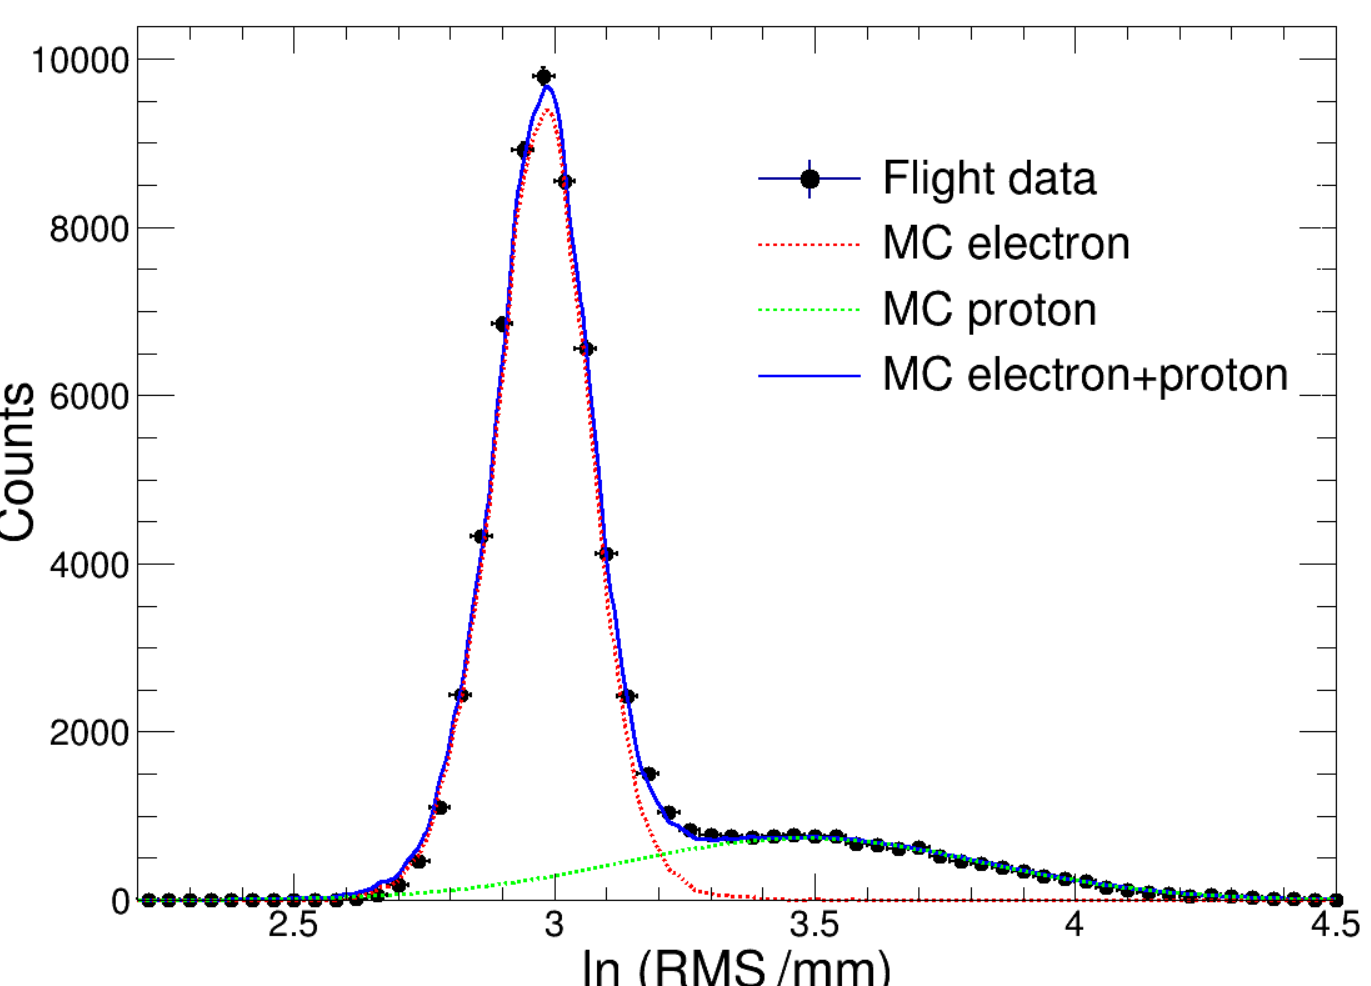 10000
8000
6000
4000
2000
0
Counts
Flight data
MC electron
MC proton
MC electron+proton
2.5 3 3.5 4 4.5
ln (RMS /mm)